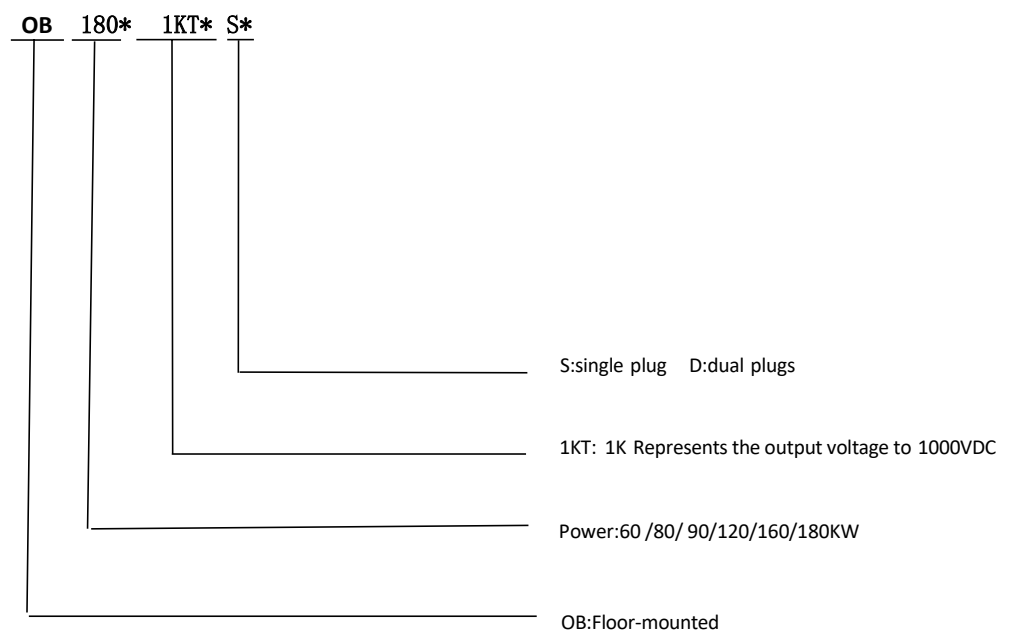 OB 180* 1KT* S*
S:single plug D:dual plugs
1KT: 1K Represents the output voltage to 1000VDC
Power:60 /80/ 90/120/160/180KW
OB:Floor-mounted